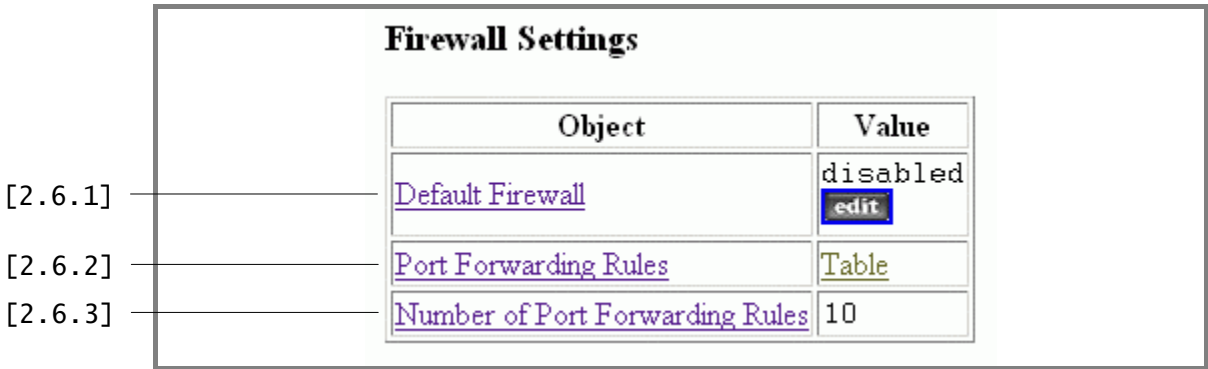 Firewall Settings
Object Value
[2.6.1] Default Firewall disabled
edit
[2.6.2] Port Forwarding Rules Table
[2.6.3] Number of Port Forwarding Rules 10